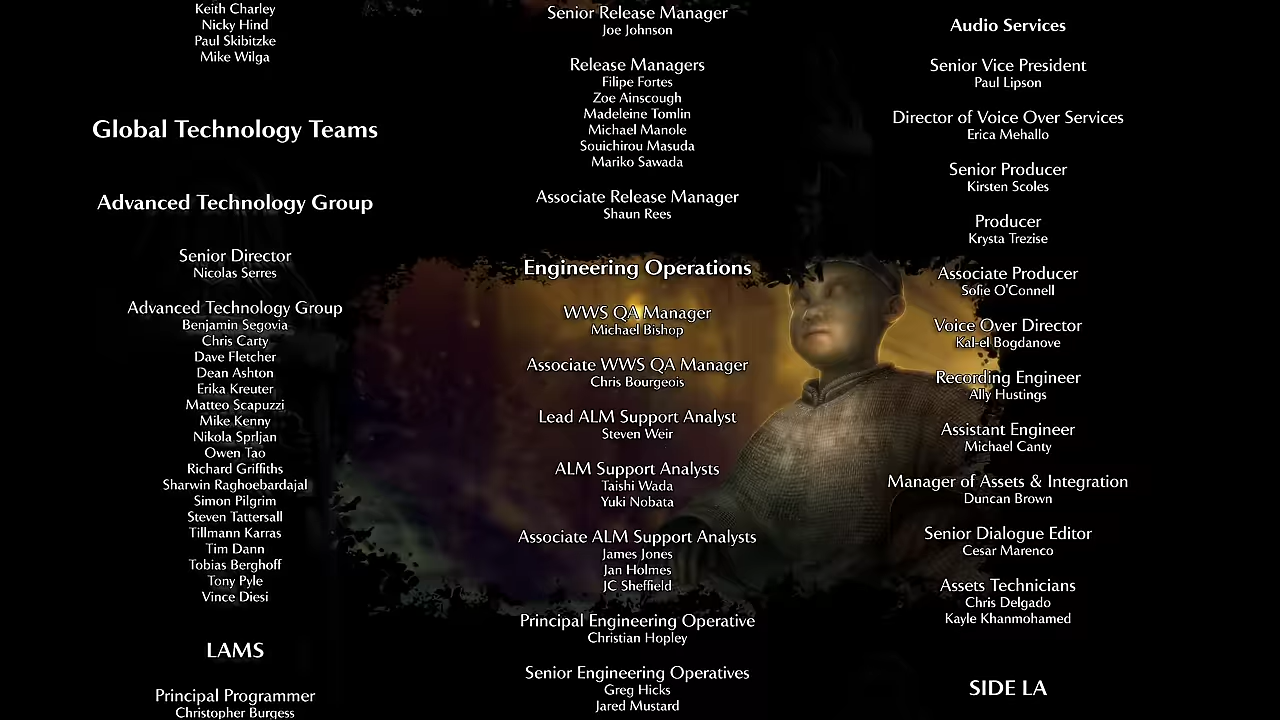 Keith Charley
Nicky Hind
Paul Skibitzke
Mike Wilga
Global Technology Teams
Advanced Technology Group
Senior Director
Nicolas Serres
Advanced Technology Group
Benjamin Segovia
Chris Carty
Dave Fletcher
Dean Ashton
Erika Kreuter
Matteo Scapuzzi
Mike Kenny
Nikola Sprljan
Owen Tao
Richard Griffiths
Sharwin Raghoebardajal
Simon Pilgrim
Steven Tattersall
Tillmann Karras
Tim Dann
Tobias Berghoff
Tony Pyle
Vince Diesi
LAMS
Principal Programmer
Christopher Burgess
Senior Release Manager
Joe Johnson
Release Managers
Filipe Fortes
Zoe Ainscough
Madeleine Tomlin
Michael Manole
Souichirou Masuda
Mariko Sawada
Associate Release Manager
Shaun Rees
Engineering Operations
WWS QA Manager
Michael Bishop
Associate WWS QA Manager
Chris Bourgeois
Lead ALM Support Analyst
Steven Weir
ALM Support Analysts
Taishi Wada
Yuki Nobata
Associate ALM Support Analysts
James Jones
Jan Holmes
JC Sheffield
Principal Engineering Operative
Christian Hopley
Senior Engineering Operatives
Greg Hicks
Jared Mustard
Audio Services
Senior Vice President
Paul Lipson
Director of Voice Over Services
Erica Mehallo
Senior Producer
Kirsten Scoles
Producer
Krysta Trezise
Associate Producer
Sofie O'Connell
Voice Over Director
Kal-el Bogdanove
Recording Engineer
Ally Hustings
Assistant Engineer
Michael Canty
Manager of Assets & Integration
Duncan Brown
Senior Dialogue Editor
Cesar Marenco
Assets Technicians
Chris Delgado
Kayle Khanmohamed
SIDE LA